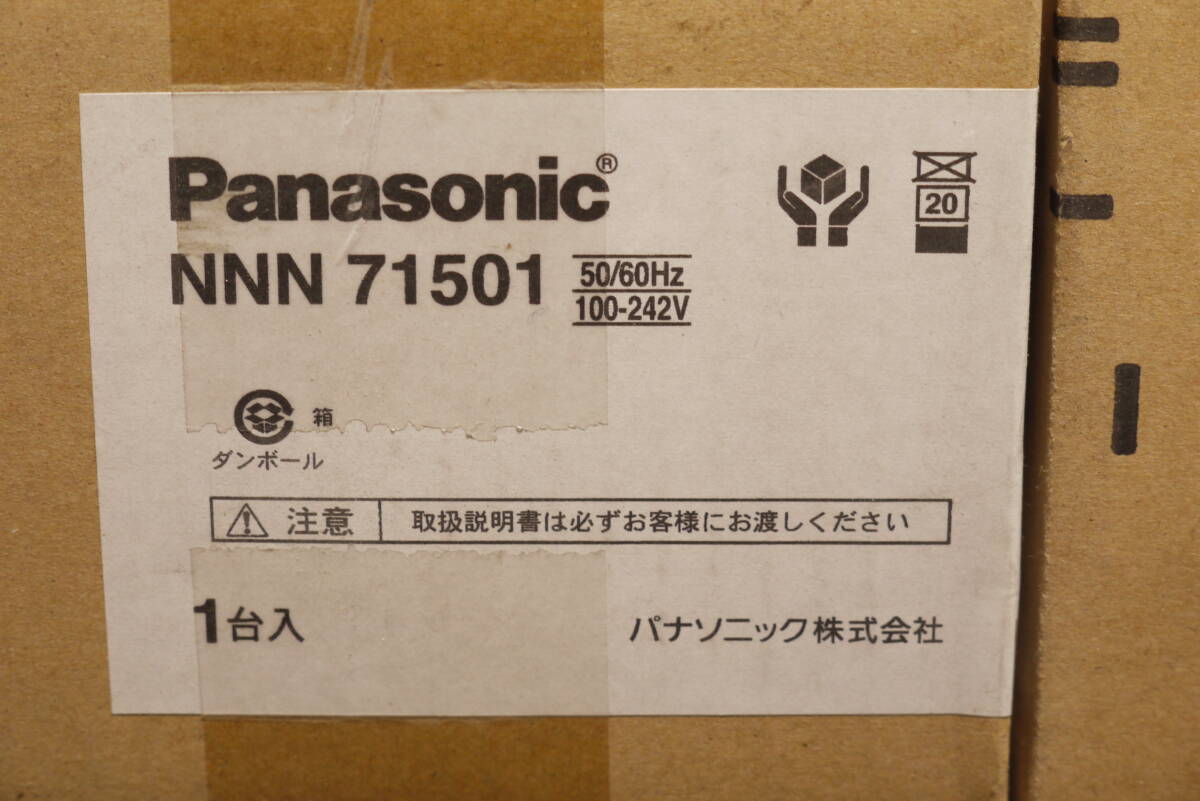 Panasonic®
20
NNN 71501
50/60Hz
100-242V
箱
ダンボール
注意 取扱説明書は必ずお客様にお渡しください
1台入
パナソニック株式会社